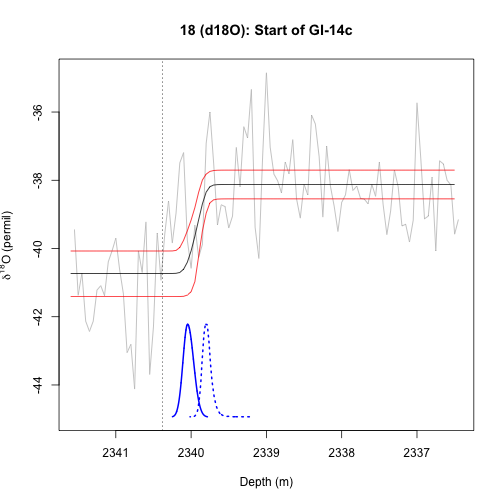 18 (d18O): Start of GI-14c
δ18O (permil)
-36
-38
-40
-42
-44
2341 2340 2339 2338 2337
Depth (m)